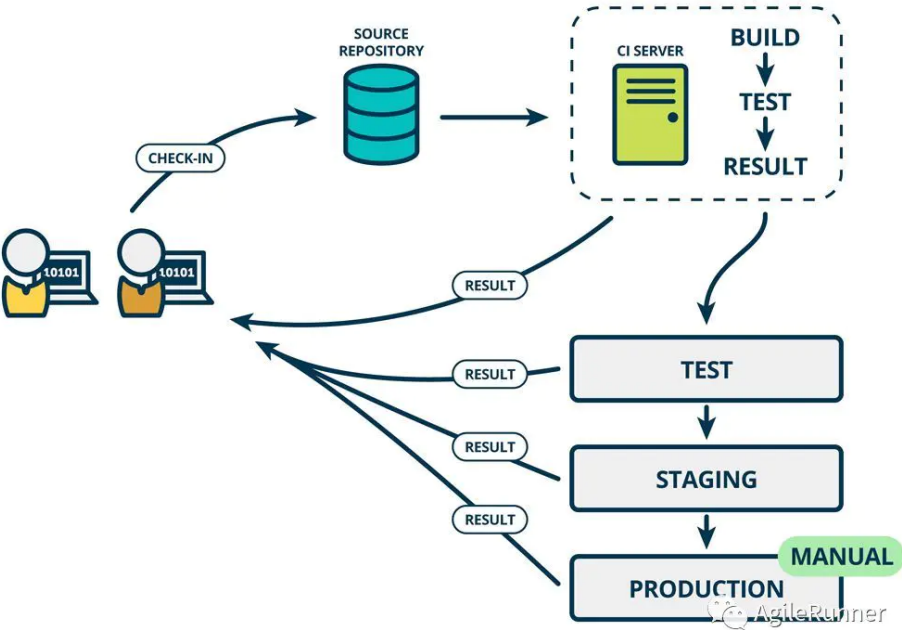 SOURCE
REPOSITORY
CI SERVER
BUILD
TEST
RESULT
CHECK-IN
10101
10101
RESULT
TEST
RESULT
STAGING
RESULT
PRODUCTION
RESULT
MANUAL
AgileRunner